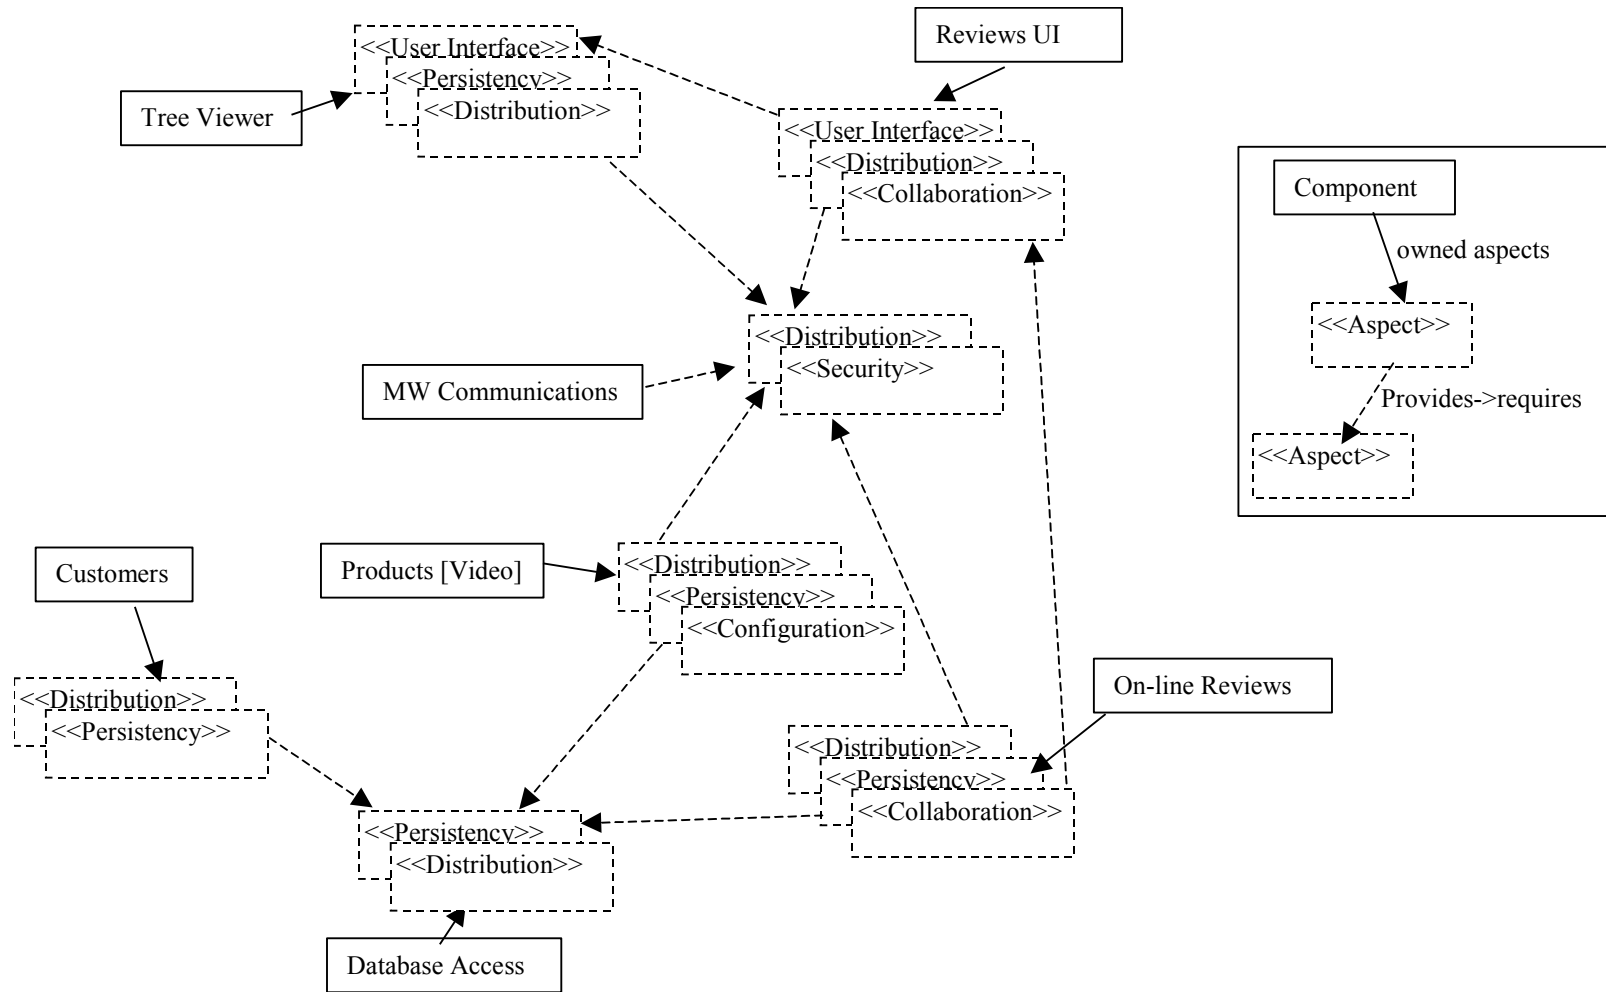 Reviews UI
<<User Interface>>
<<Persistency>>
<<Distribution>>
Tree Viewer
<<User Interface>>
<<Distribution>>
<<Collaboration>>
Component
owned aspects
<<Aspect>>
Provides->requires
<<Aspect>>
<<Distribution>>
<<Security>>
MW Communications
Products [Video]
<<Distribution>>
<<Persistency>>
<<Configuration>>
Customers
<<Distribution>>
<<Persistency>>
On-line Reviews
<<Distribution>>
<<Persistency>>
<<Collaboration>>
<<Persistency>>
<<Distribution>>
Database Access